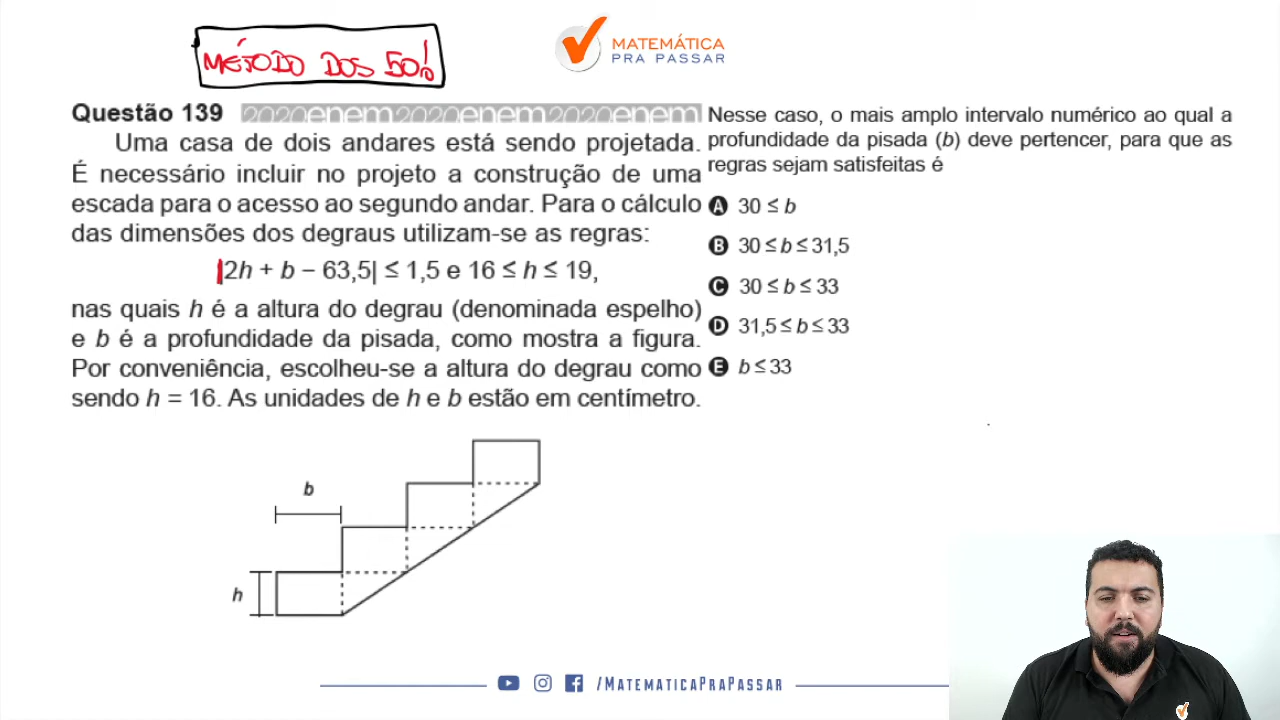 MÉTODO DOS 50!
MATEMÁTICA
PRA PASSAR
Questão 139 2020enem2020enem2020enem
Uma casa de dois andares está sendo projetada.
É necessário incluir no projeto a construção de uma
escada para o acesso ao segundo andar. Para o cálculo
das dimensões dos degraus utilizam-se as regras:
|2h + b − 63,5| ≤ 1,5 e 16 ≤ h ≤ 19,
nas quais h é a altura do degrau (denominada espelho)
e b é a profundidade da pisada, como mostra a figura.
Por conveniência, escolheu-se a altura do degrau como
sendo h = 16. As unidades de h e b estão em centímetro.
b
h
Nesse caso, o mais amplo intervalo numérico ao qual a
profundidade da pisada (b) deve pertencer, para que as
regras sejam satisfeitas é
A 30 ≤ b
B 30 ≤ b ≤ 31,5
C 30 ≤ b ≤ 33
D 31,5 ≤ b ≤ 33
E b ≤ 33
/MATEMATICAPRAPASSAR